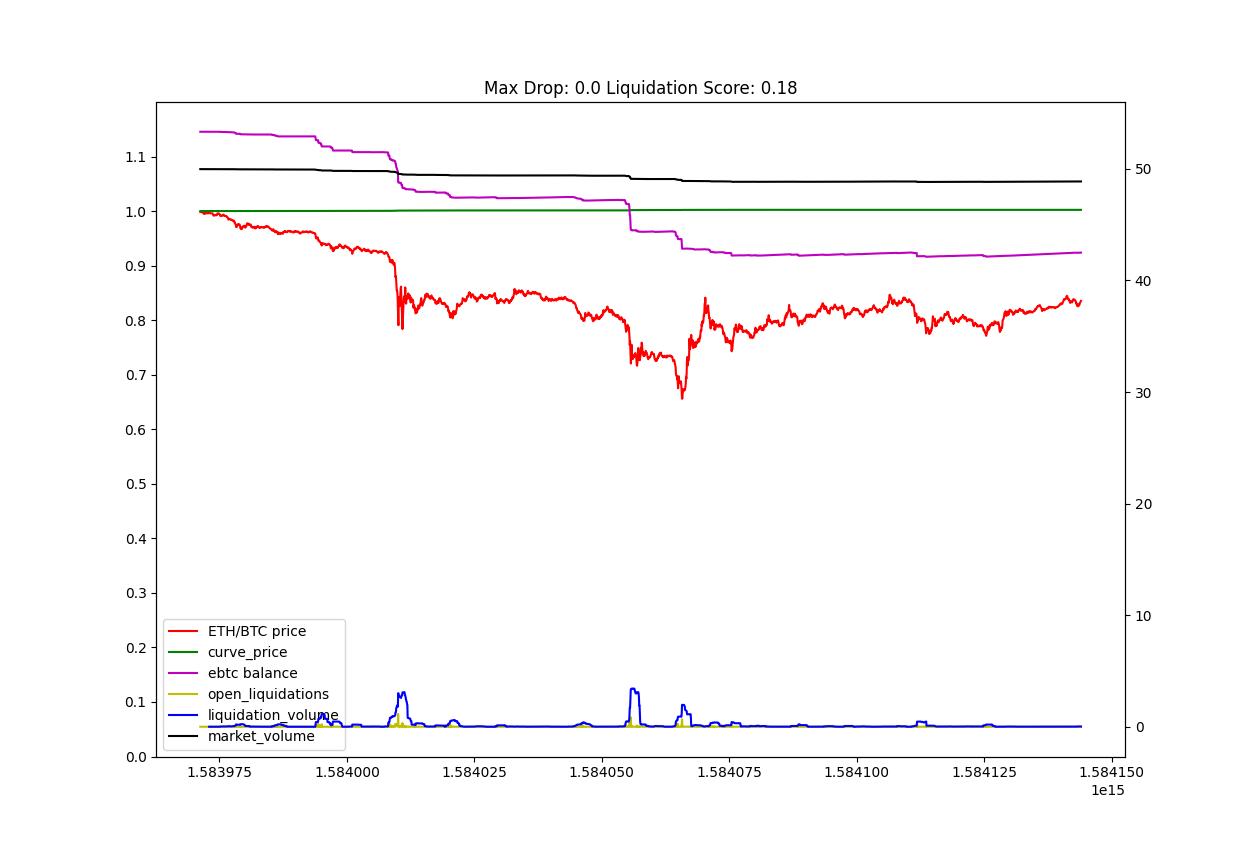 Max Drop: 0.0 Liquidation Score: 0.18
1.1
1.0
0.9
0.8
0.7
0.6
0.5
0.4
0.3
0.2
0.1
0.0
50
40
30
20
10
0
ETH/BTC price
curve_price
ebtc balance
open_liquidations
liquidation_volume
market_volume
1.583975 1.584000 1.584025 1.584050 1.584075 1.584100 1.584125 1.584150
1e15